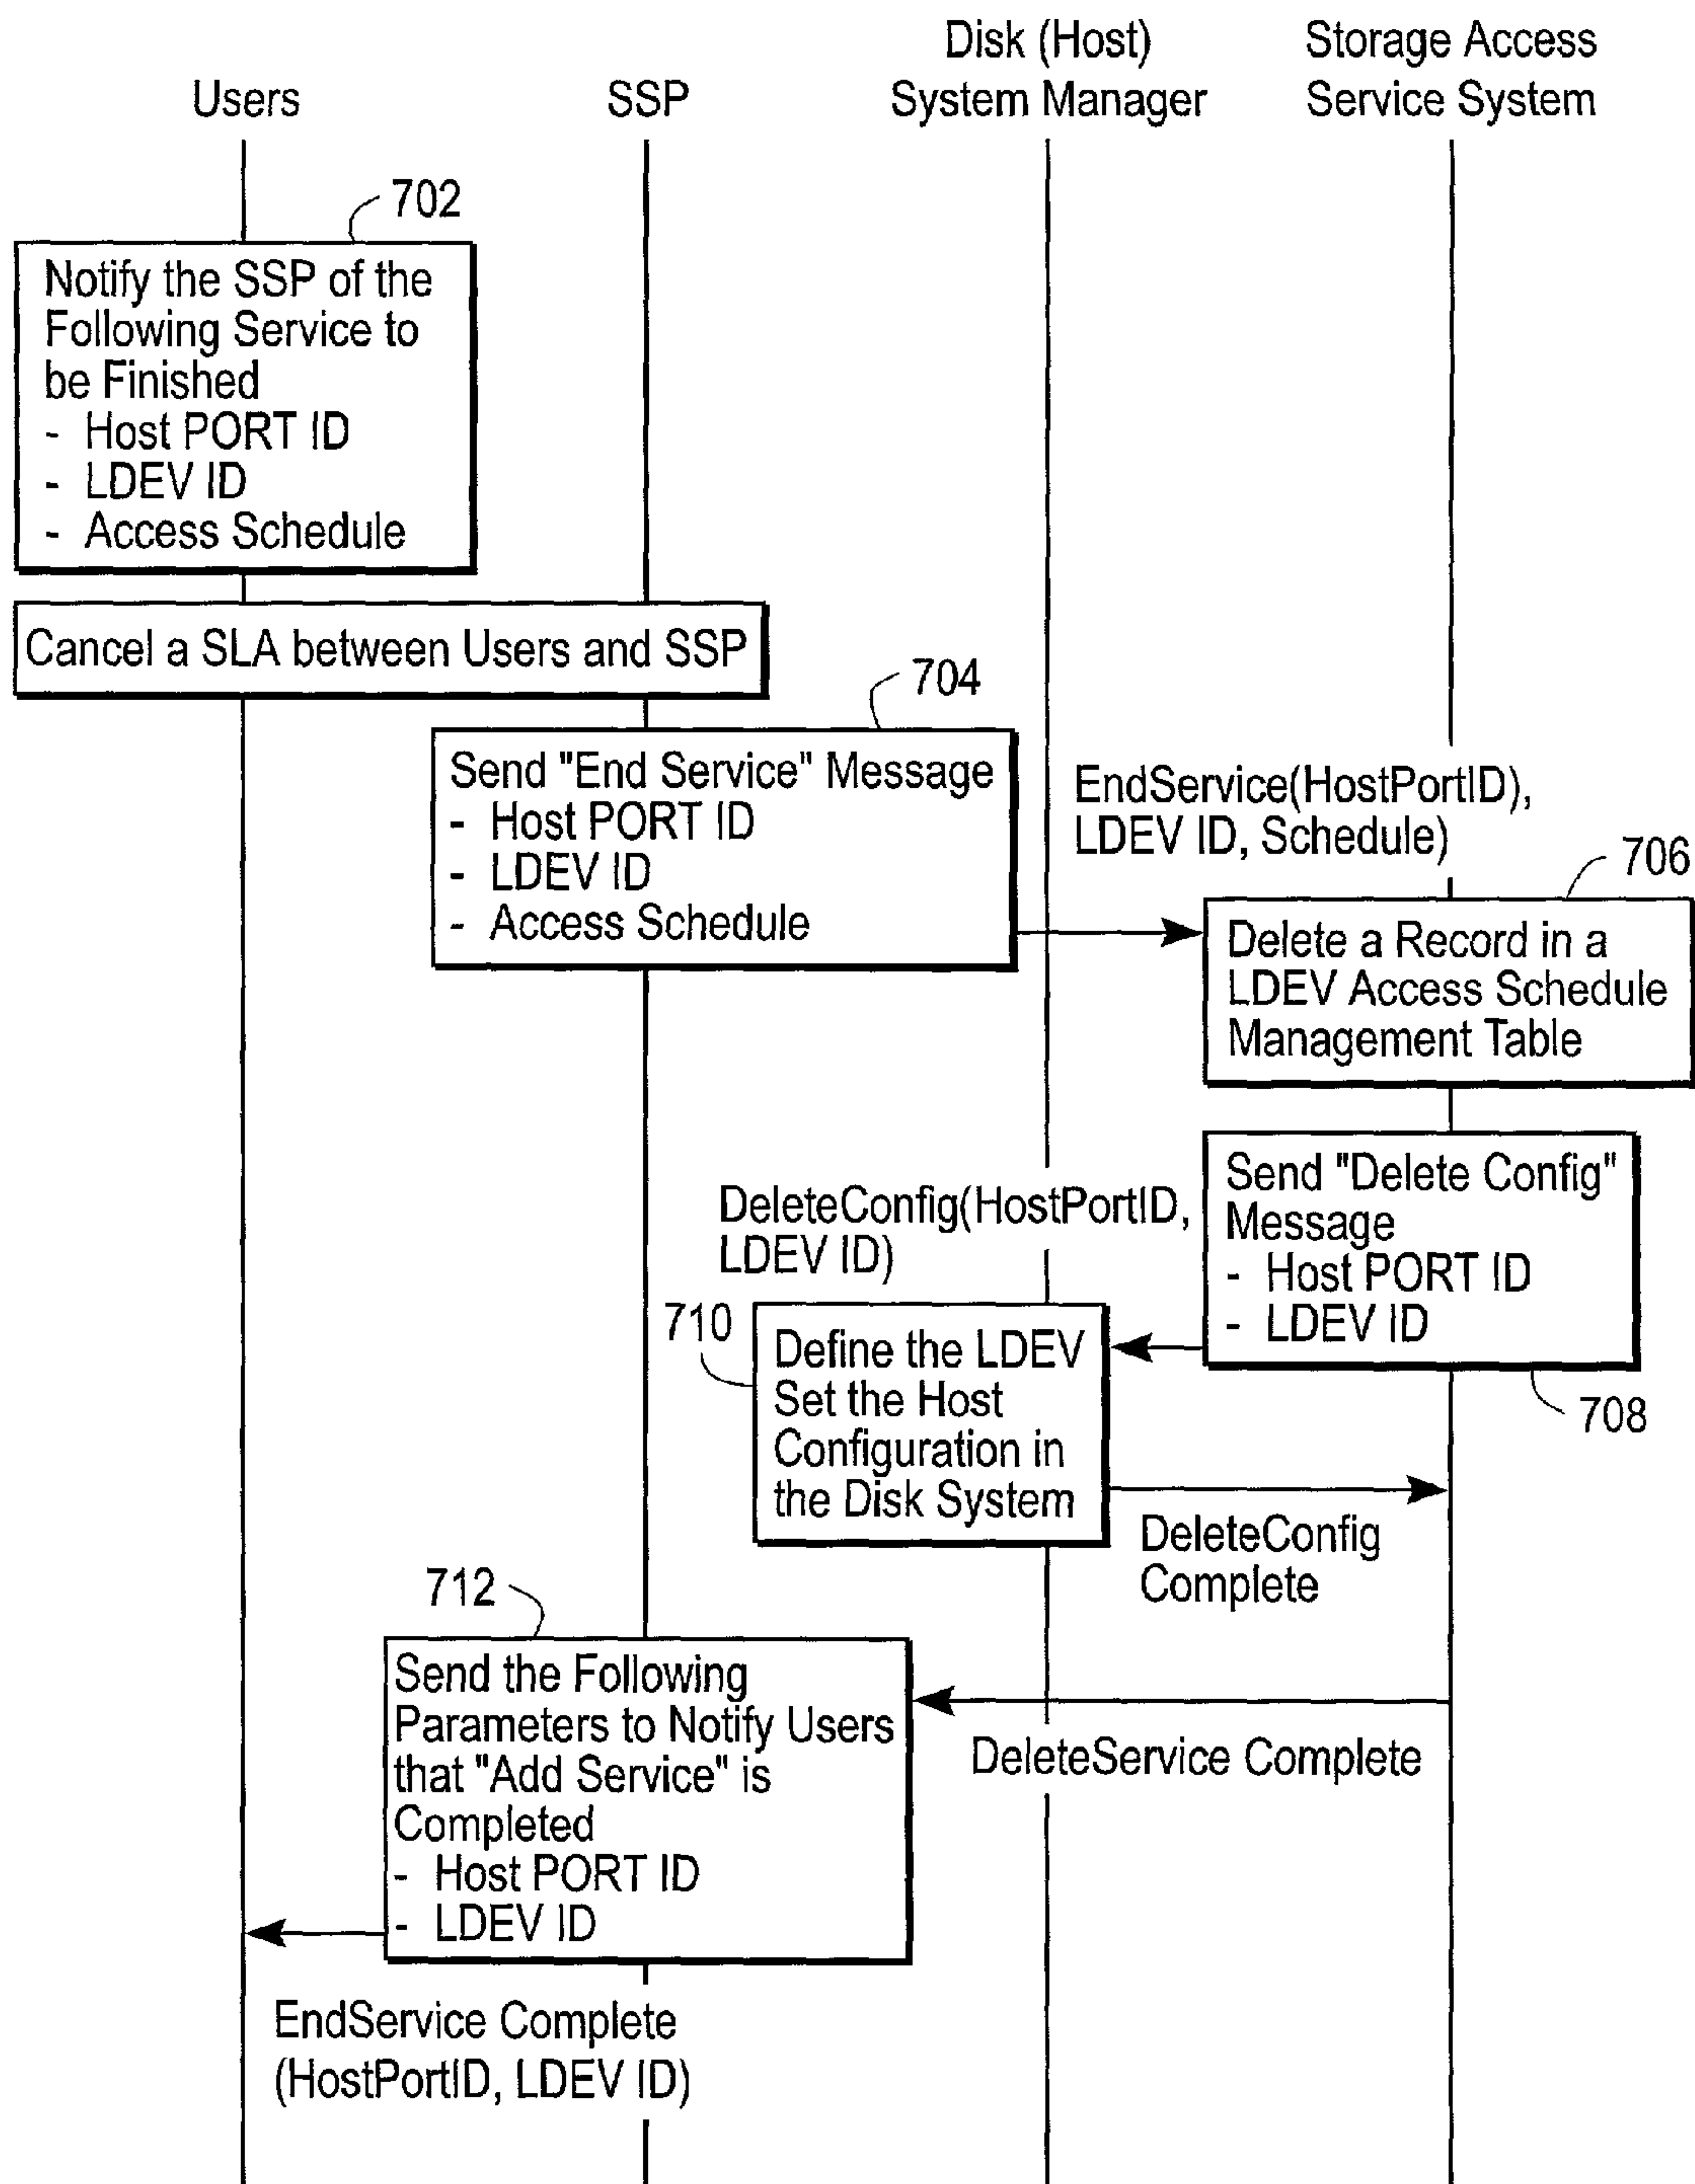 Users
SSP
Disk (Host)
System Manager
Storage Access
Service System
702
Notify the SSP of the
Following Service to
be Finished
- Host PORT ID
- LDEV ID
- Access Schedule
Cancel a SLA between Users and SSP
704
Send "End Service" Message
- Host PORT ID
- LDEV ID
- Access Schedule
EndService(HostPortID),
LDEV ID, Schedule)
706
Delete a Record in a
LDEV Access Schedule
Management Table
Send "Delete Config"
Message
- Host PORT ID
- LDEV ID
708
DeleteConfig(HostPortID,
LDEV ID)
710
Define the LDEV
Set the Host
Configuration in
the Disk System
DeleteConfig
Complete
712
Send the Following
Parameters to Notify Users
that "Add Service" is
Completed
- Host PORT ID
- LDEV ID
DeleteService Complete
EndService Complete
(HostPortID, LDEV ID)